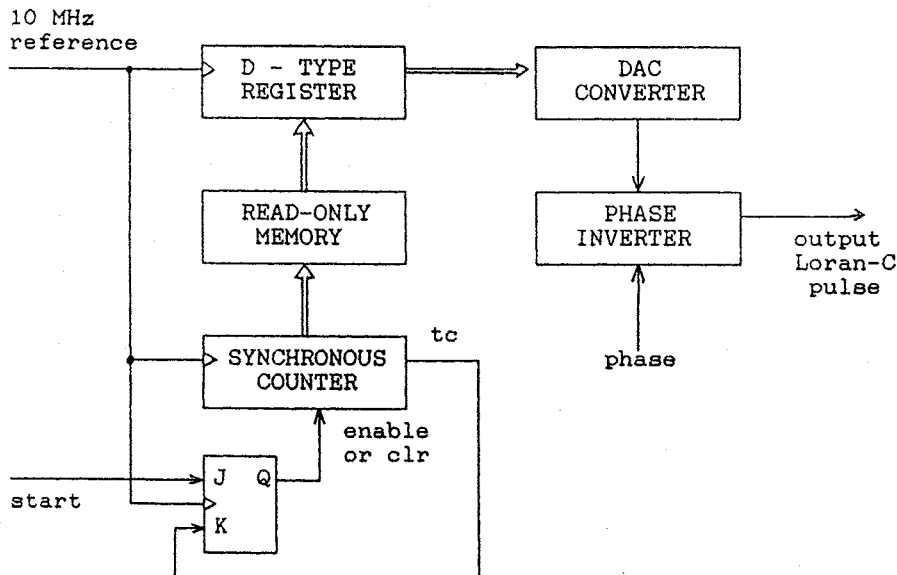 10 MHz
reference
D - TYPE
REGISTER
DAC
CONVERTER
READ-ONLY
MEMORY
PHASE
INVERTER
output
Loran-C
pulse
phase
tc
SYNCHRONOUS
COUNTER
enable
or clr
start
J Q
K